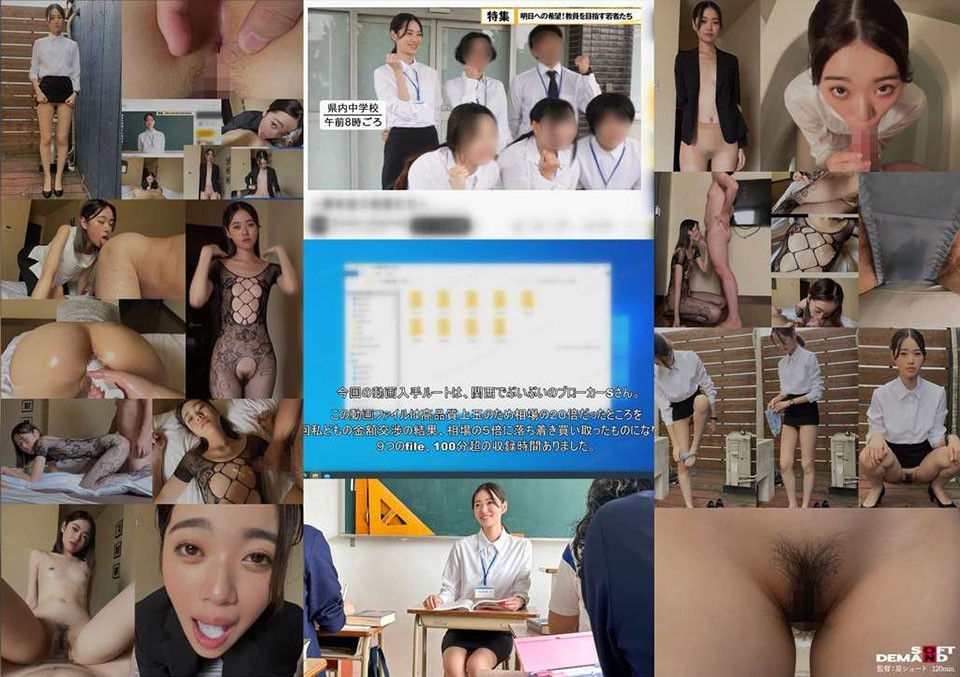 特集
明日への希望！教員を目指す若者たち
県内中学校
午前8時ごろ
今回の動画入手ルートは、関西でぶいぶいのブローカーSさん。
この動画ファイルは高品質上玉のため相場の20倍だったところを
回私どもの金額交渉の結果、相場の5倍に落ち着き買い取ったものにな
9つのfile、100分超の収録時間ありました。
SOFT
DEMAND
120min.